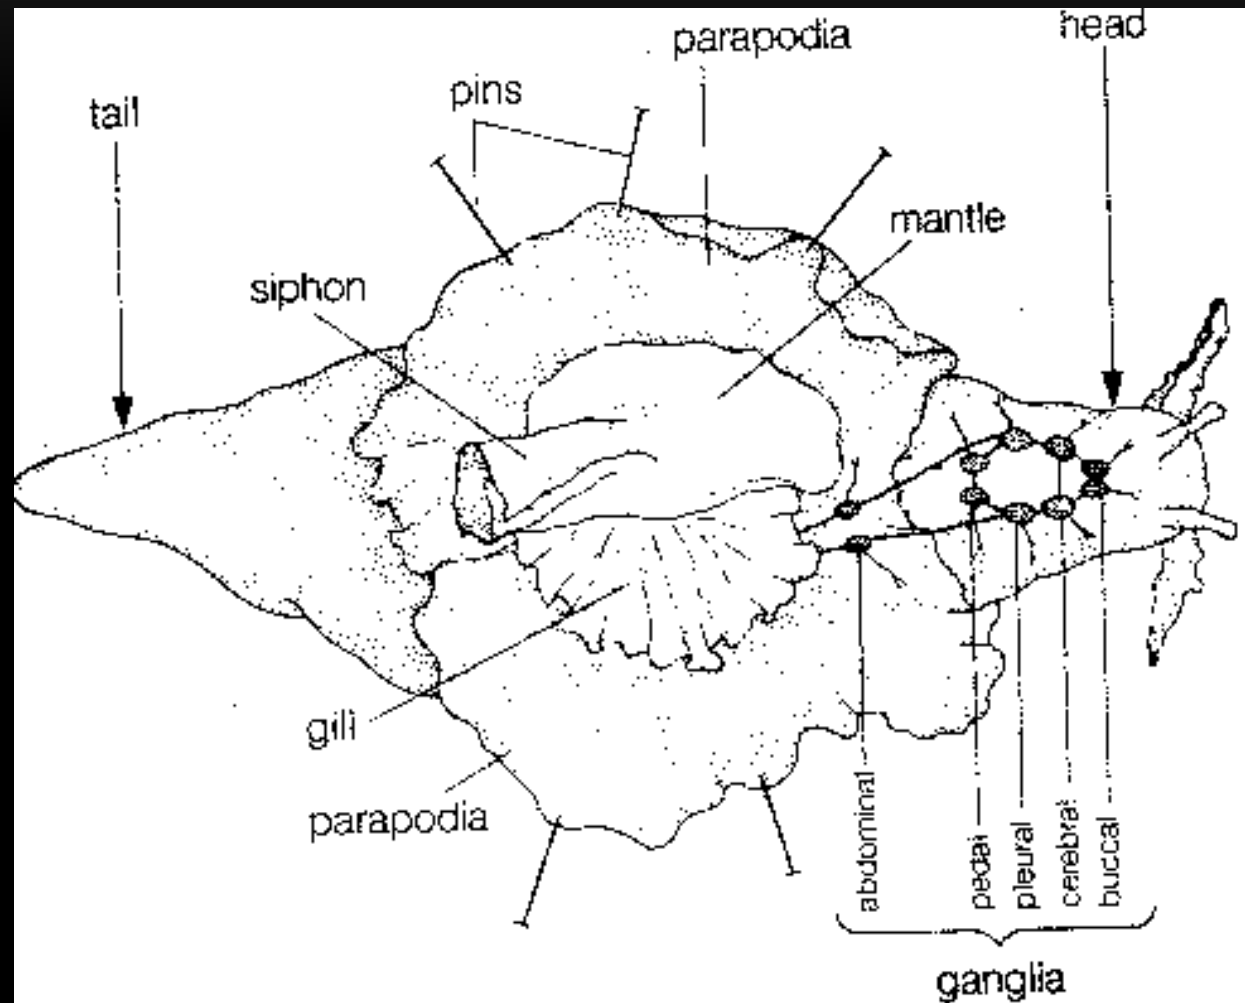 head
parapodia
pins
tail
mantle
siphon
gill
parapodia
abdominal
pedal
pleural
cerebral
buccal
ganglia